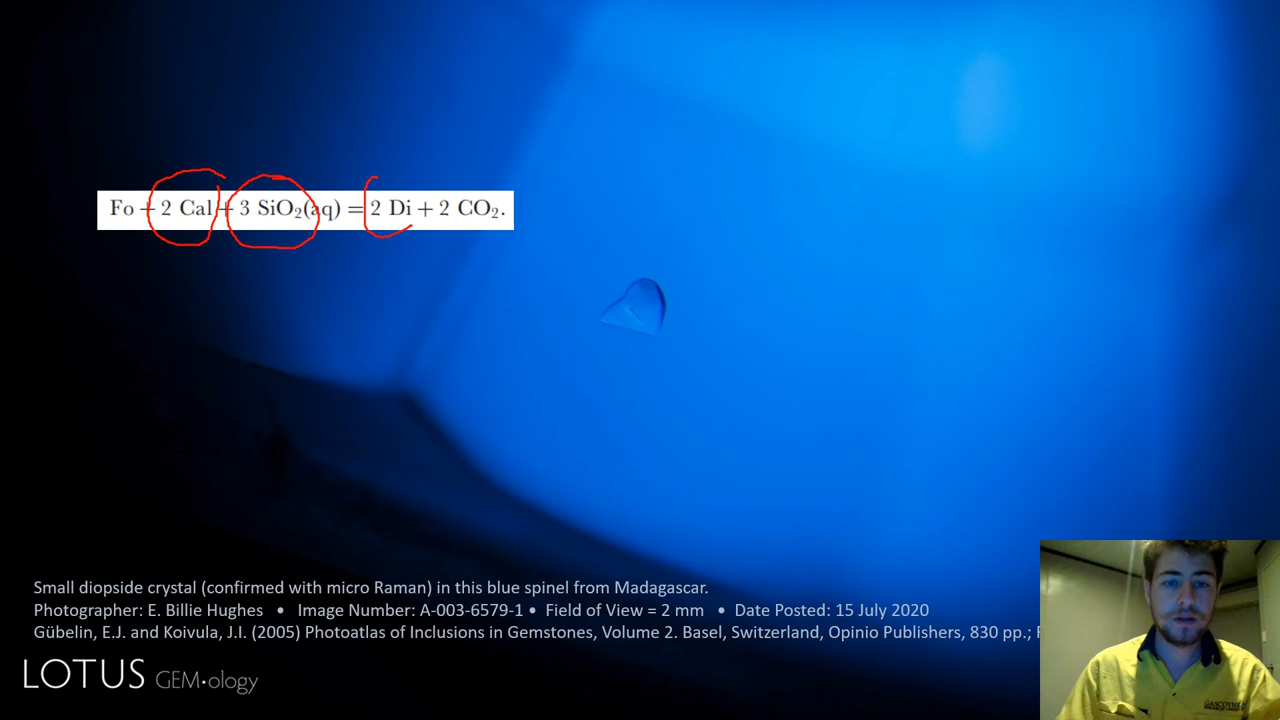 Fo + 2 Cal + 3 SiO₂(aq) = 2 Di + 2 CO₂.
Small diopside crystal (confirmed with micro Raman) in this blue spinel from Madagascar.
Photographer: E. Billie Hughes • Image Number: A-003-6579-1 • Field of View = 2 mm • Date Posted: 15 July 2020
Gübelin, E.J. and Koivula, J.I. (2005) Photoatlas of Inclusions in Gemstones, Volume 2. Basel, Switzerland, Opinio Publishers, 830 pp.;
LOTUS GEM•ology